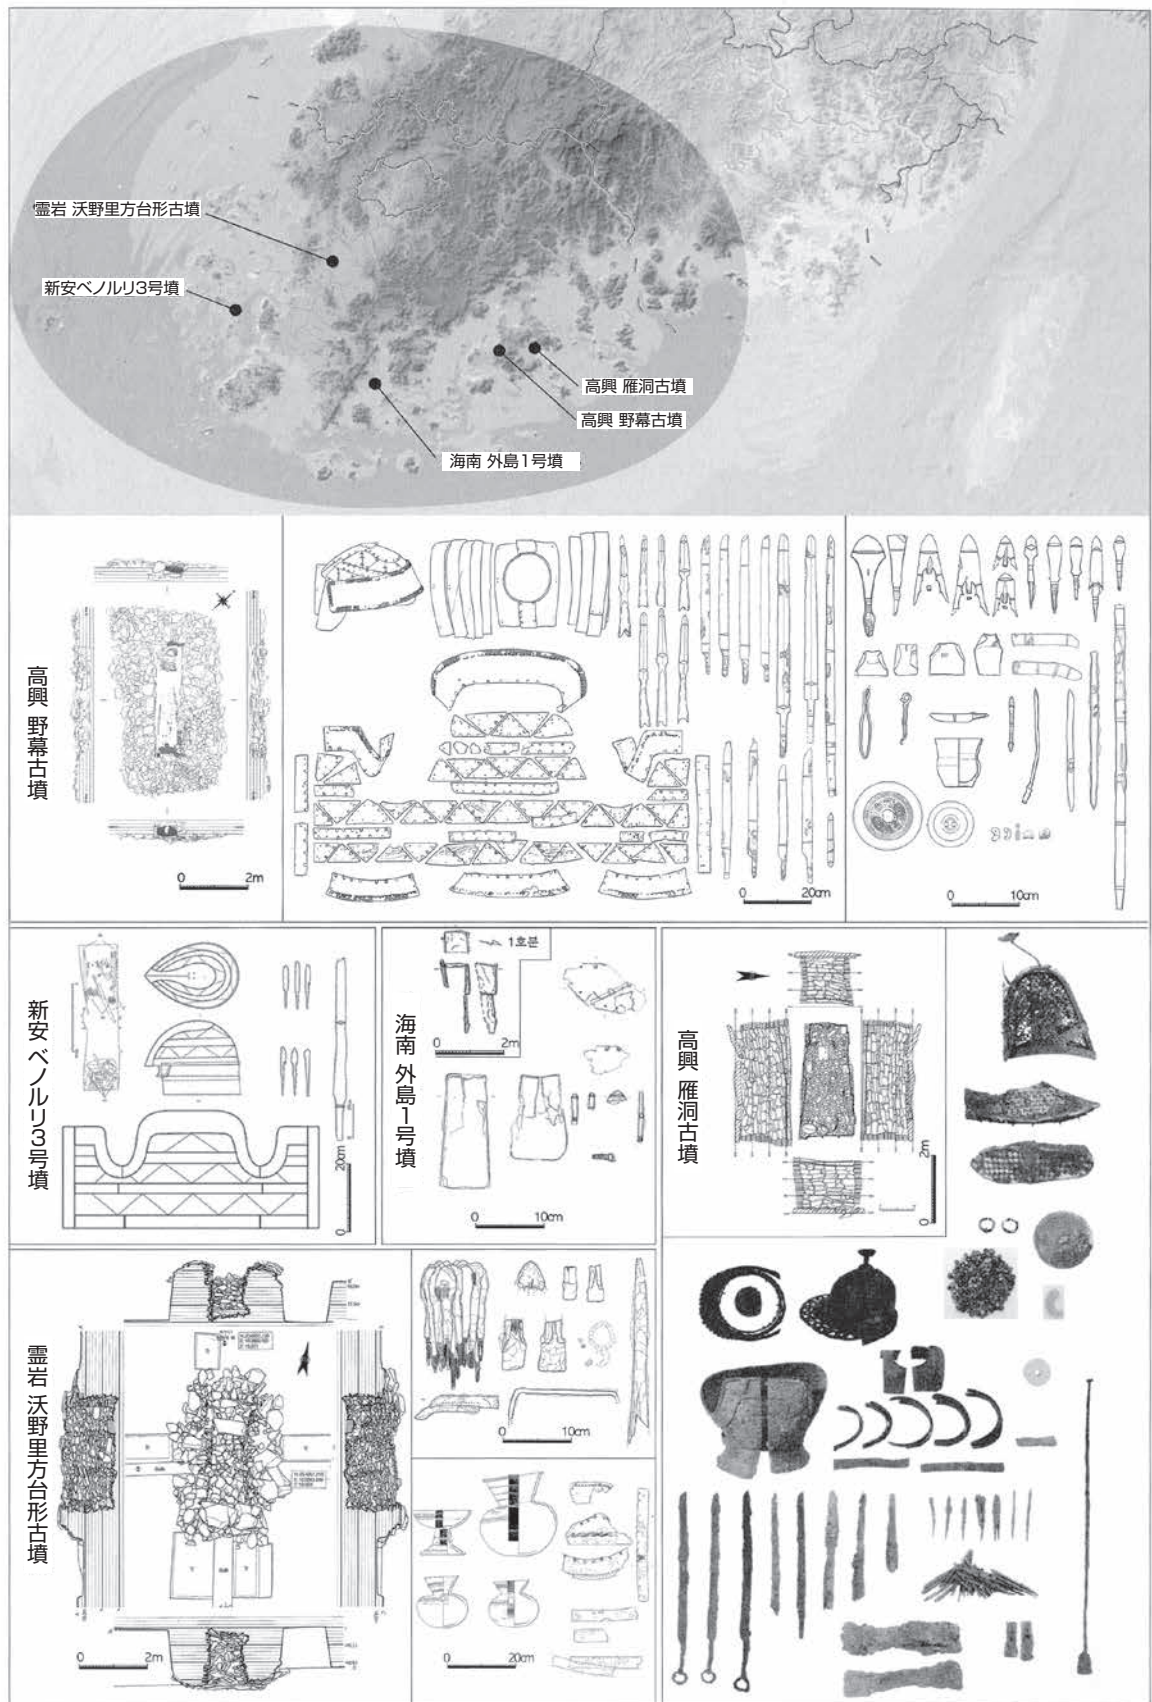 霊岩 沃野里方台形古墳
新安ベノルリ3号墳
高興 雁洞古墳
高興 野幕古墳
海南 外島1号墳
高興 野幕古墳
0 2m
0 20cm
0 10cm
新安 ベノルリ3号墳
0 20cm
海南 外島1号墳
1호분
0 2m
0 10cm
高興 雁洞古墳
0 2m
霊岩 沃野里方台形古墳
0 2m
0 10cm
0 20cm